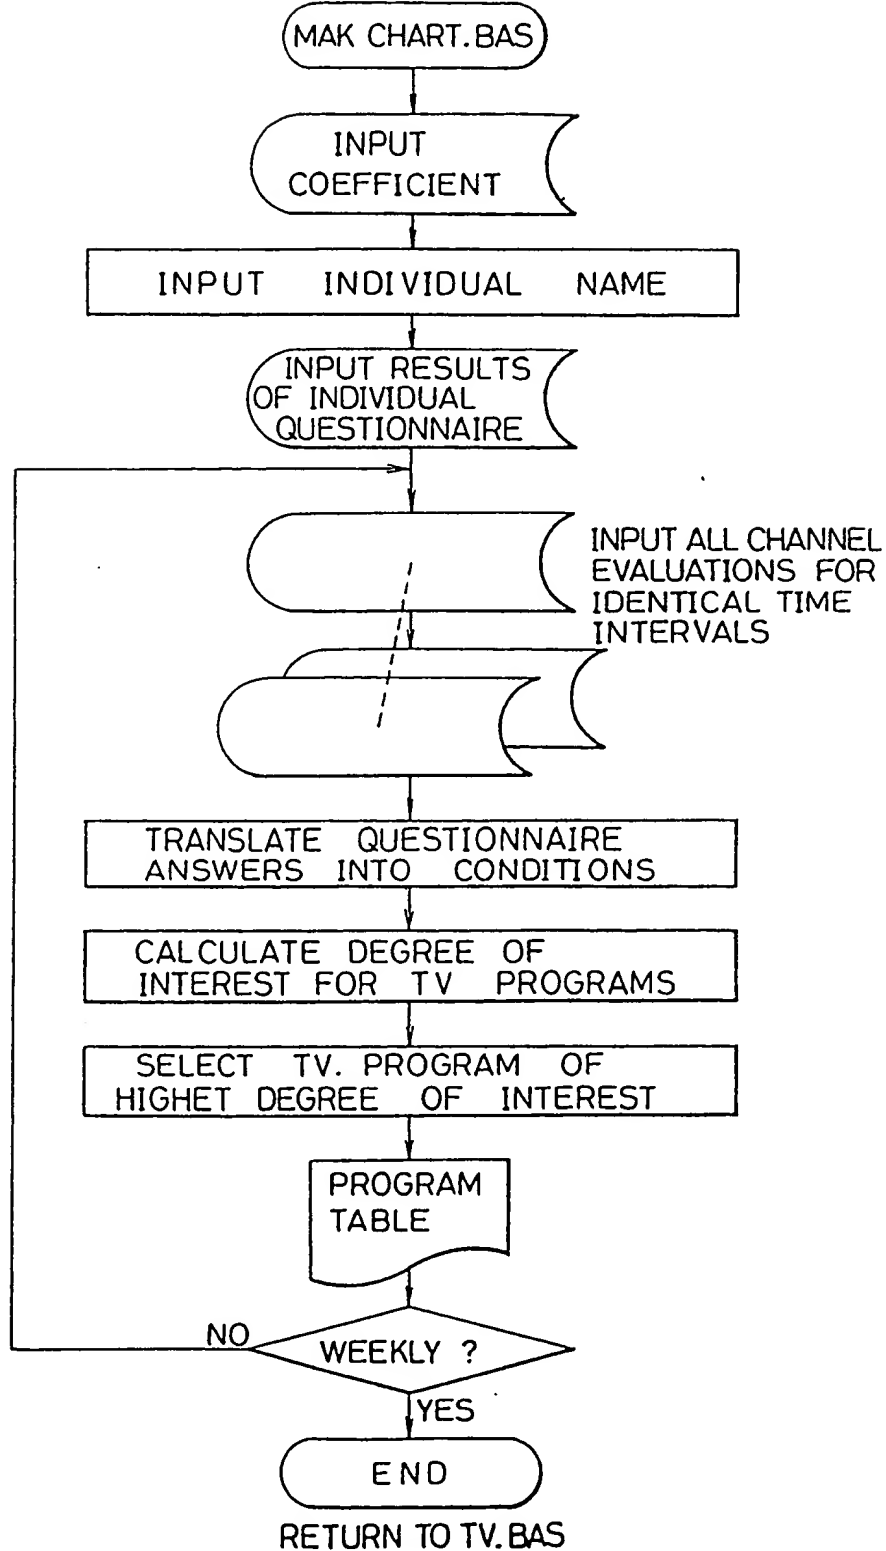 MAK CHART.BAS
INPUT
COEFFICIENT
INPUT INDIVIDUAL NAME
INPUT RESULTS
OF INDIVIDUAL
QUESTIONNAIRE
INPUT ALL CHANNEL
EVALUATIONS FOR
IDENTICAL TIME
INTERVALS
TRANSLATE QUESTIONNAIRE
ANSWERS INTO CONDITIONS
CALCULATE DEGREE OF
INTEREST FOR TV PROGRAMS
SELECT TV. PROGRAM OF
HIGHET DEGREE OF INTEREST
PROGRAM
TABLE
NO
WEEKLY ?
YES
END
RETURN TO TV.BAS